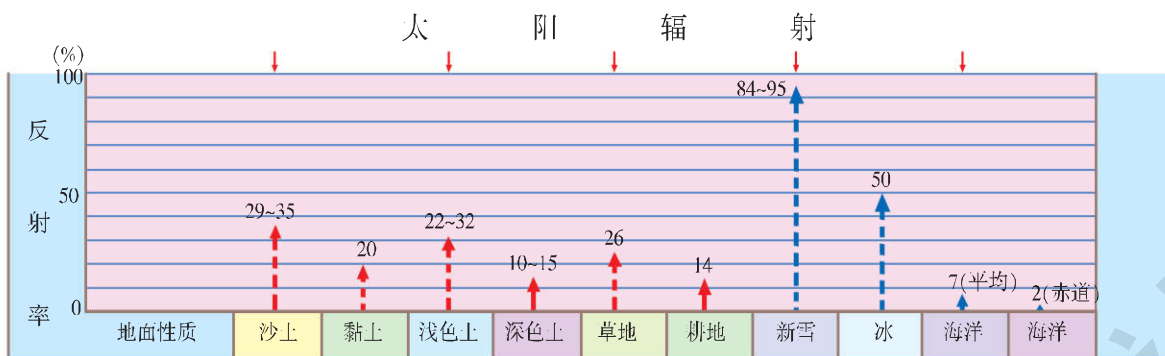 太阳辐射
(%)
100
50
0
反射率
29~35
20
22~32
10~15
26
14
84~95
50
7(平均)
2(赤道)
地面性质 沙土 黏土 浅色土 深色土 草地 耕地 新雪 冰 海洋 海洋